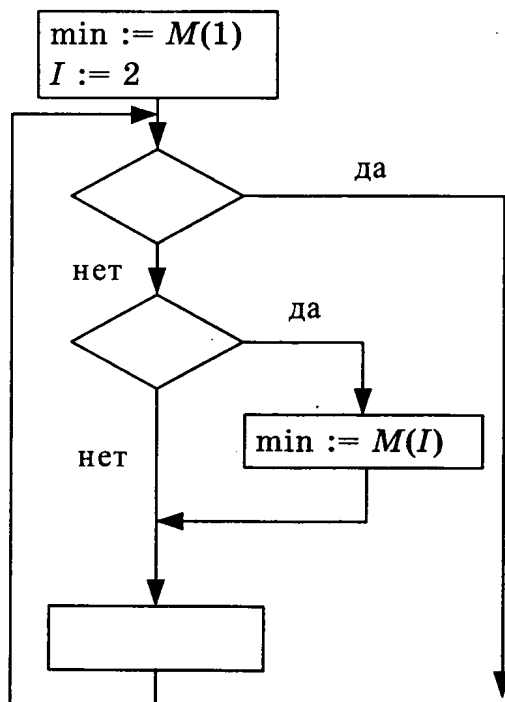 min := M(1)
I := 2
да
нет
да
min := M(I)
нет